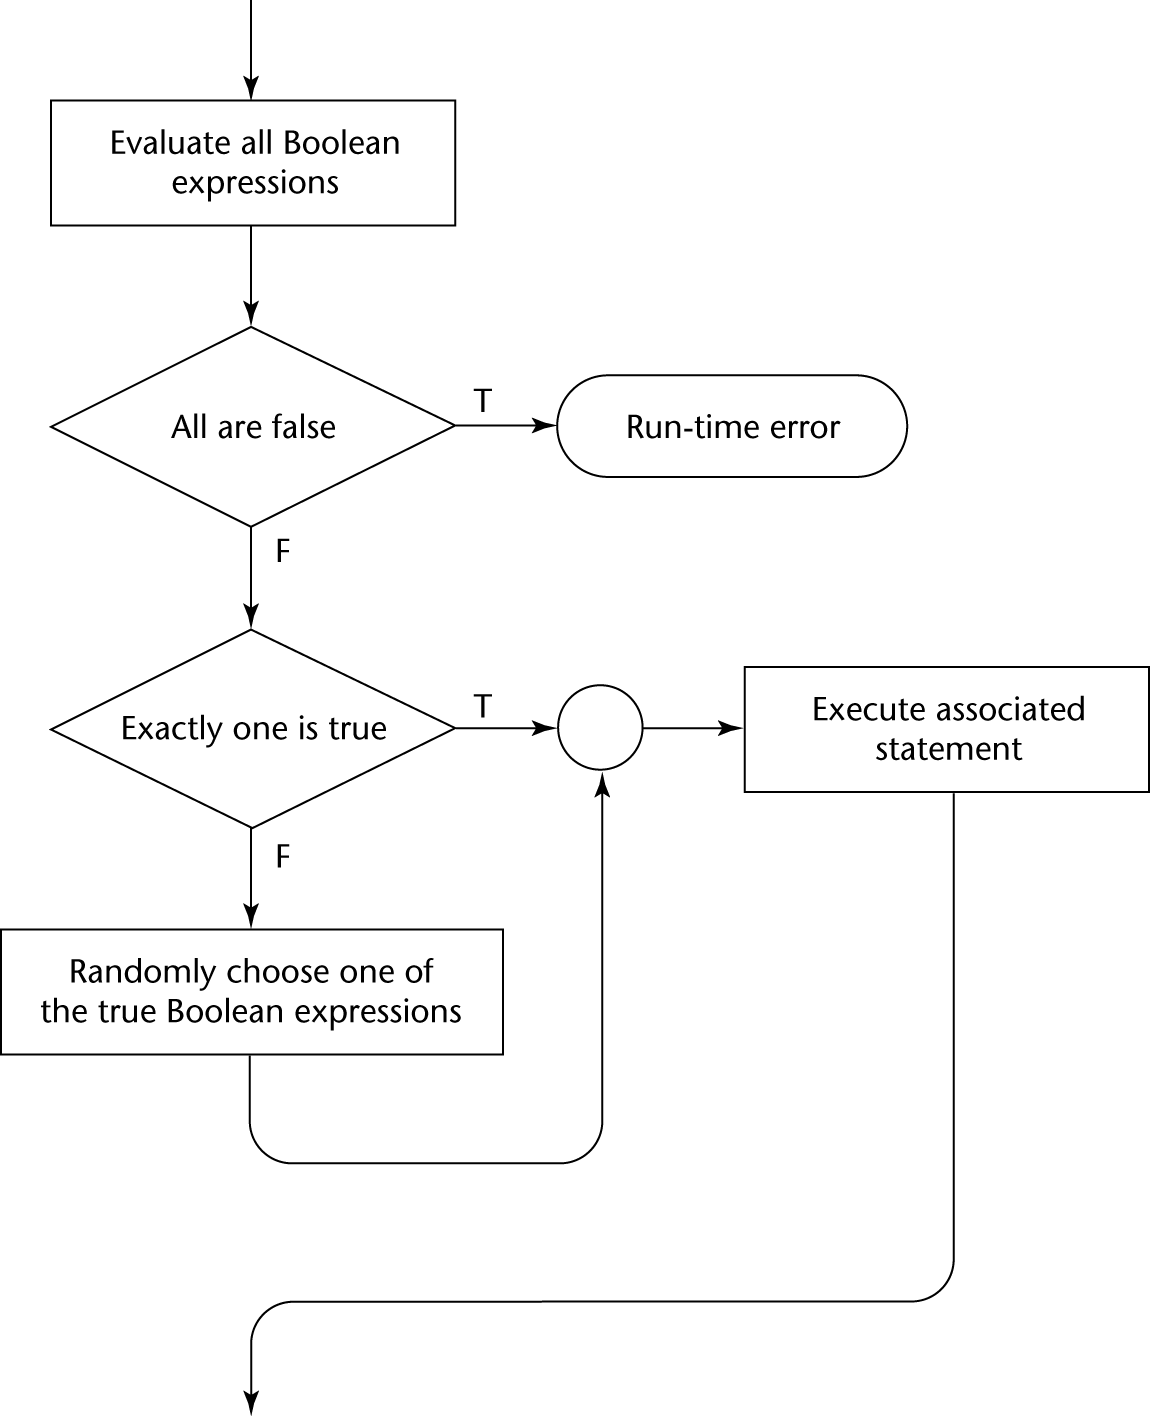 Evaluate all Boolean
expressions
All are false
T
Run-time error
F
Exactly one is true
T
Execute associated
statement
F
Randomly choose one of
the true Boolean expressions